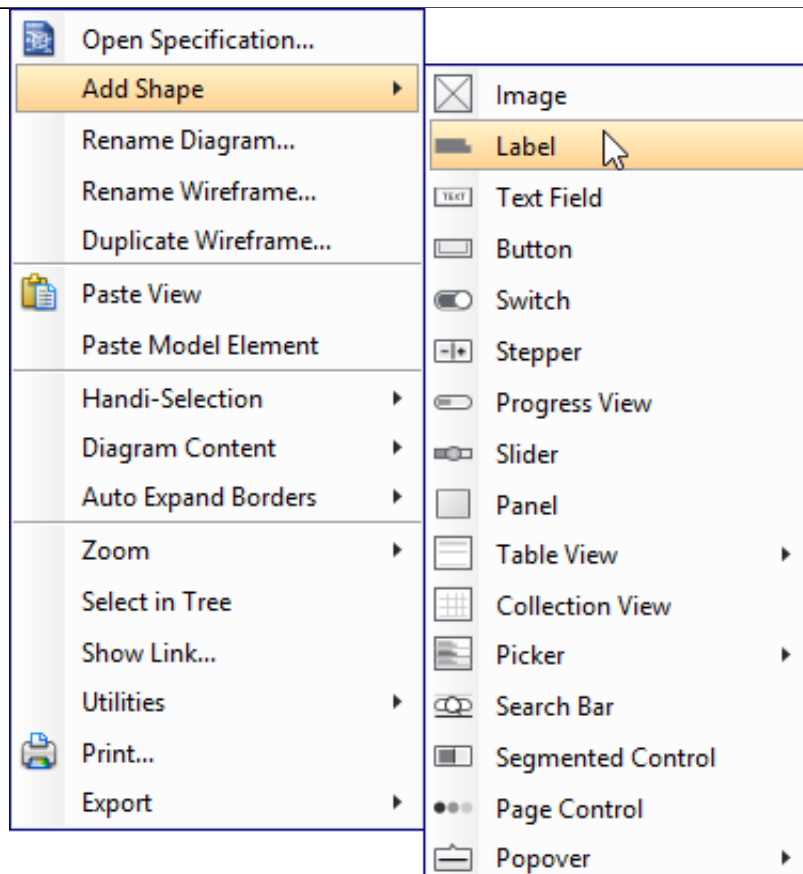 Open Specification...
Add Shape
Rename Diagram...
Rename Wireframe...
Duplicate Wireframe...
Paste View
Paste Model Element
Handi-Selection
Diagram Content
Auto Expand Borders
Zoom
Select in Tree
Show Link...
Utilities
Print...
Export
Image
Label
TEXT Text Field
Button
Switch
Stepper
Progress View
Slider
Panel
Table View
Collection View
Picker
Search Bar
Segmented Control
Page Control
Popover